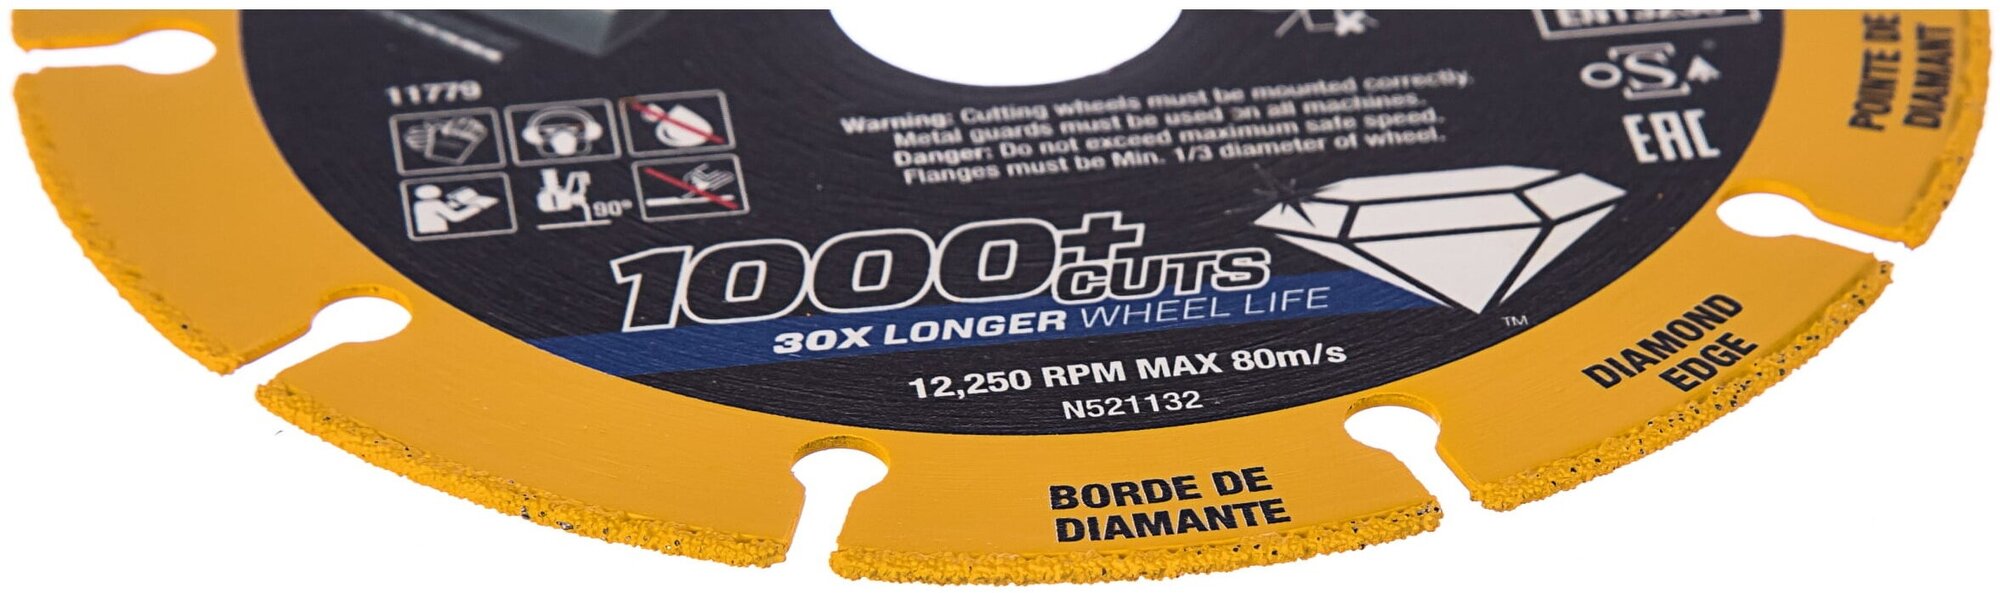 11779
90°
Warning: Cutting wheels must be mounted correctly.
Metal guards must be used on all machines.
Danger: Do not exceed maximum safe speed.
Flanges must be Min. 1/3 diameter of wheel.
oSa
EAC
POINTE DE
DIAMANT
1000+
CUTS
30X LONGER WHEEL LIFE
TM
12,250 RPM MAX 80m/s
N521132
DIAMOND
EDGE
BORDE DE
DIAMANTE